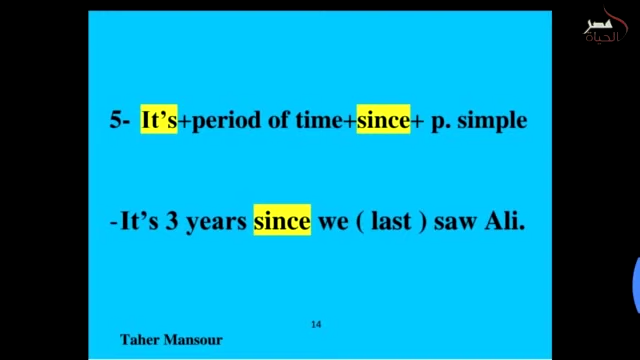 مصر
الحياة
5- It's+period of time+since+ p. simple
-It's 3 years since we ( last ) saw Ali.
14
Taher Mansour